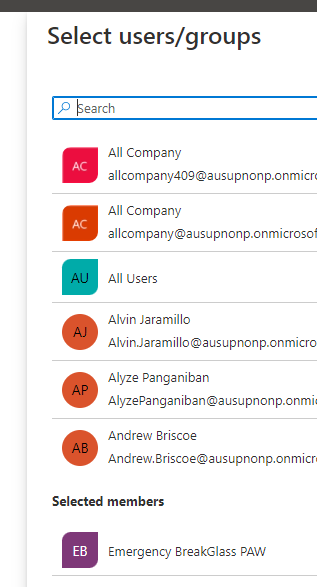 Select users/groups
Search
AC
All Company
allcompany409@ausupnonp.onmicros
AC
All Company
allcompany@ausupnonp.onmicrosof
AU
All Users
AJ
Alvin Jaramillo
Alvin.Jaramillo@ausupnonp.onmicro
AP
Alyze Panganiban
AlyzePanganiban@ausupnonp.onmic
AB
Andrew Briscoe
Andrew.Briscoe@ausupnonp.onmicr
Selected members
EB
Emergency BreakGlass PAW